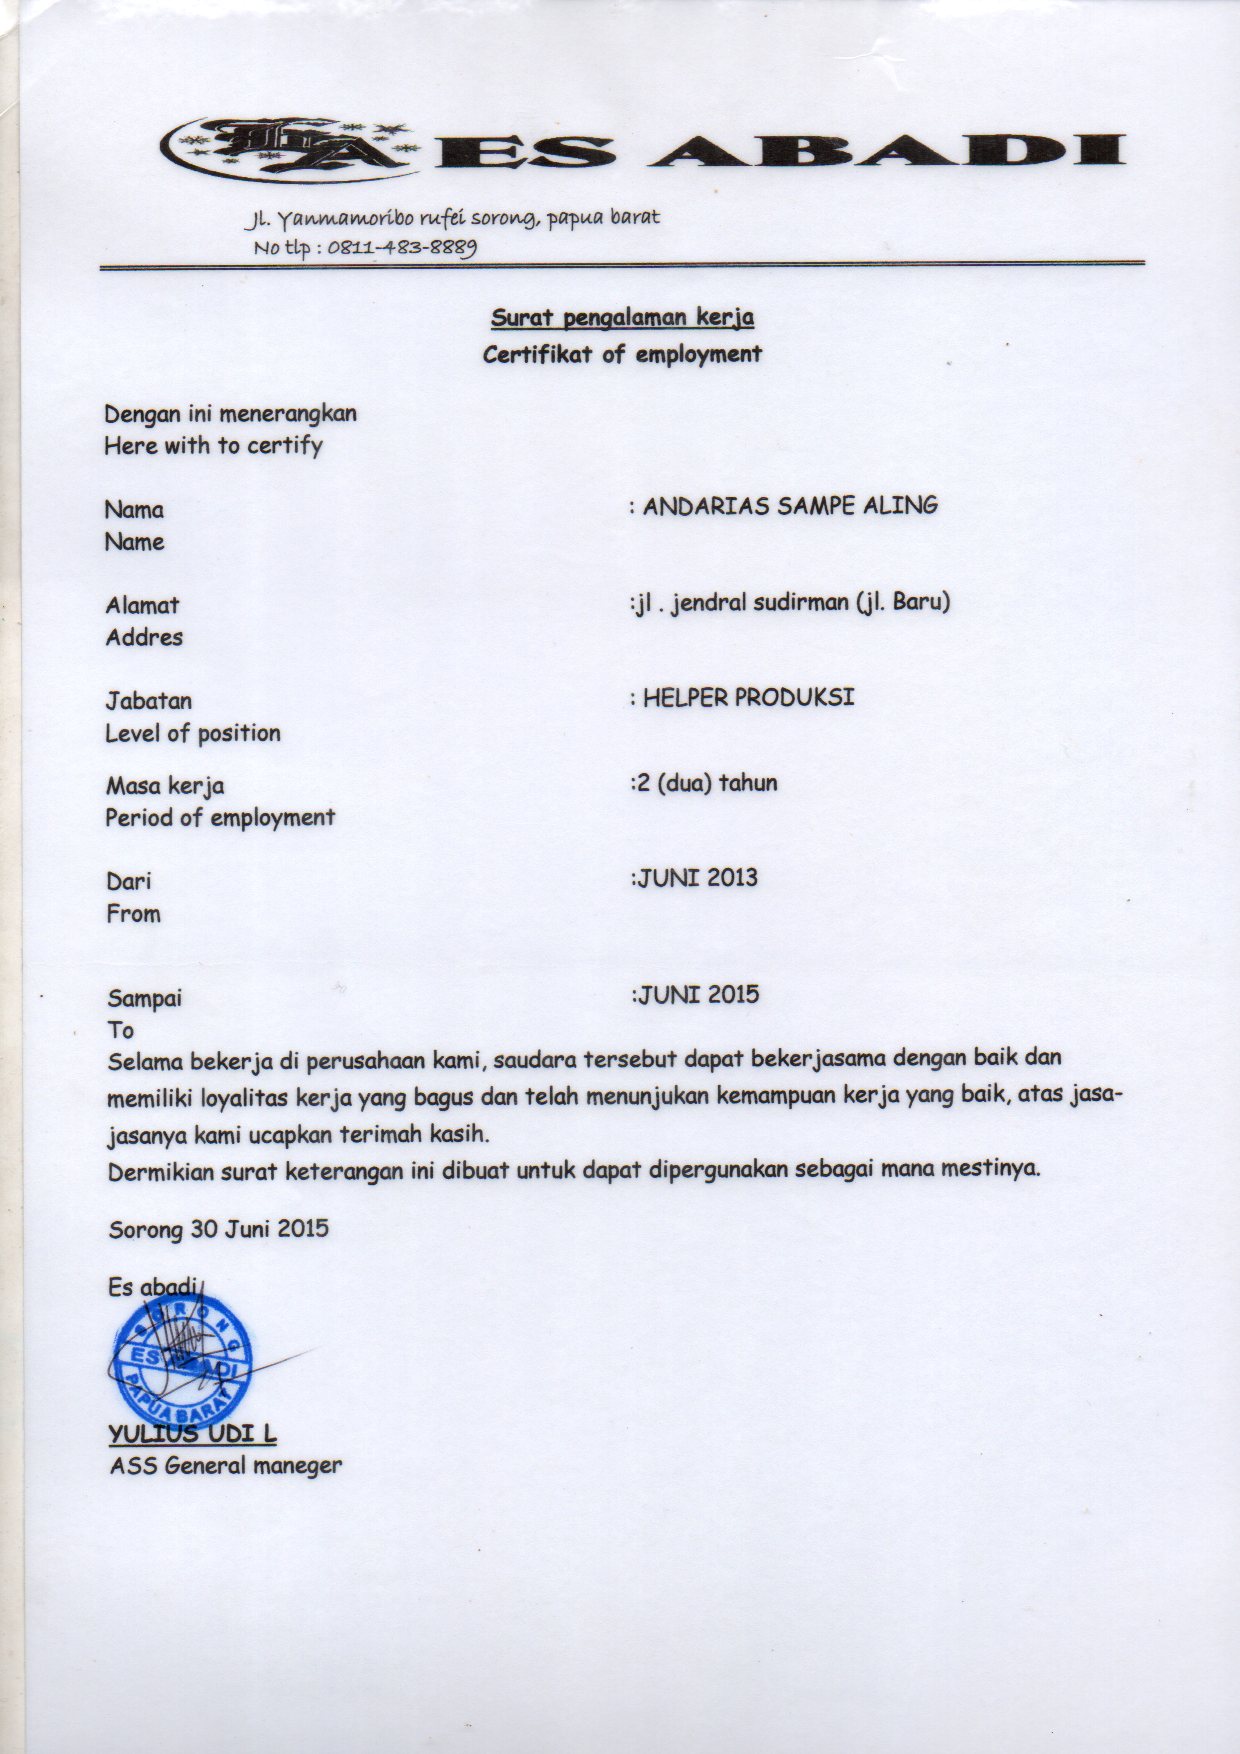 ES ABADI
Jl. Yanmamoribo rufei sorong, papua barat
No tlp : 0811-483-8889
Surat pengalaman kerja
Certifikat of employment
Dengan ini menerangkan
Here with to certify
Nama : ANDARIAS SAMPE ALING
Name
Alamat :jl . jendral sudirman (jl. Baru)
Addres
Jabatan : HELPER PRODUKSI
Level of position
Masa kerja :2 (dua) tahun
Period of employment
Dari :JUNI 2013
From
Sampai :JUNI 2015
To
Selama bekerja di perusahaan kami, saudara tersebut dapat bekerjasama dengan baik dan
memiliki loyalitas kerja yang bagus dan telah menunjukan kemampuan kerja yang baik, atas jasa-
jasanya kami ucapkan terimah kasih.
Dermikian surat keterangan ini dibuat untuk dapat dipergunakan sebagai mana mestinya.
Sorong 30 Juni 2015
Es abadi
SORONG
ES ABADI
PAPUA BARAT
YULIUS UDI L
ASS General maneger